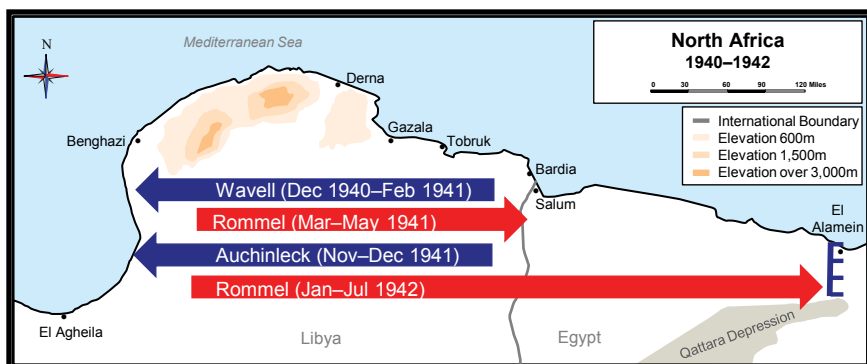 N
Mediterranean Sea
North Africa
1940–1942
0 30 60 90 120 Miles
International Boundary
Elevation 600m
Elevation 1,500m
Elevation over 3,000m
Derna
Benghazi
Gazala
Tobruk
Bardia
Salum
El
Alamein
Wavell (Dec 1940–Feb 1941)
Rommel (Mar–May 1941)
Auchinleck (Nov–Dec 1941)
Rommel (Jan–Jul 1942)
El Agheila
Libya
Egypt
Qattara Depression